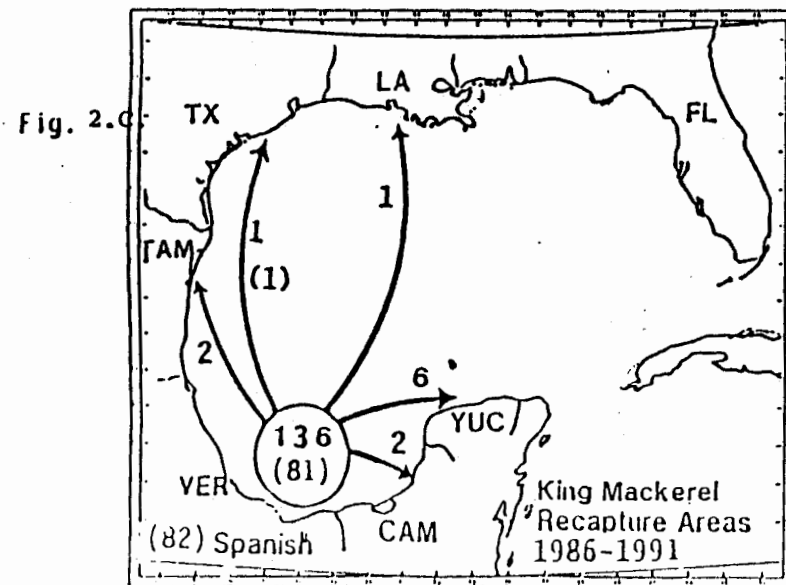 LA
TX
FL
Fig. 2.C.
1
1
(1)
TAM
2
6
136
(81)
2
YUC
VER
CAM
(82) Spanish
King Mackerel
Recapture Areas
1986-1991